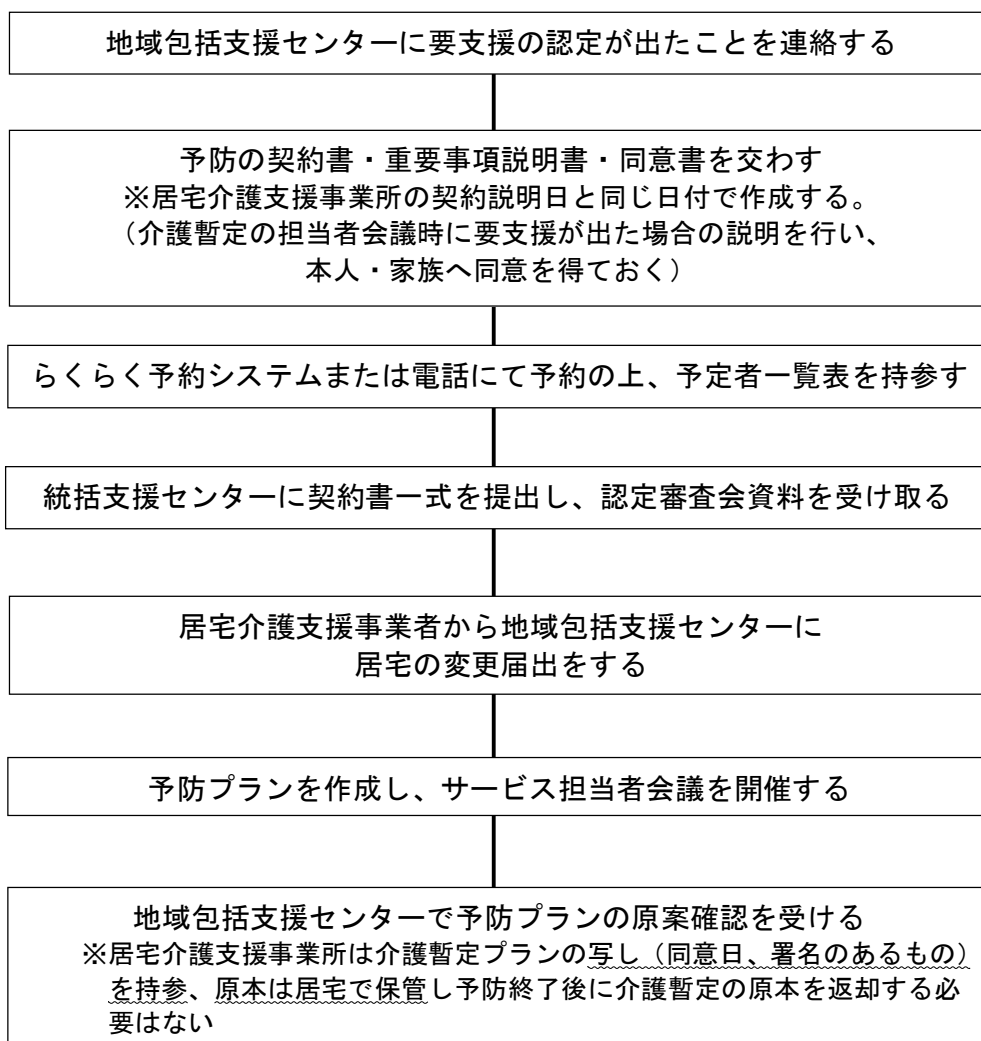 地域包括支援センターに要支援の認定が出たことを連絡する
予防の契約書・重要事項説明書・同意書を交わす
※居宅介護支援事業所の契約説明日と同じ日付で作成する。
（介護暫定の担当者会議時に要支援が出た場合の説明を行い、
本人・家族へ同意を得ておく）
らくらく予約システムまたは電話にて予約の上、予定者一覧表を持参す
統括支援センターに契約書一式を提出し、認定審査会資料を受け取る
居宅介護支援事業者から地域包括支援センターに
居宅の変更届出をする
予防プランを作成し、サービス担当者会議を開催する
地域包括支援センターで予防プランの原案確認を受ける
※居宅介護支援事業所は介護暫定プランの写し（同意日、署名のあるもの）
を持参、原本は居宅で保管し予防終了後に介護暫定の原本を返却する必
要はない